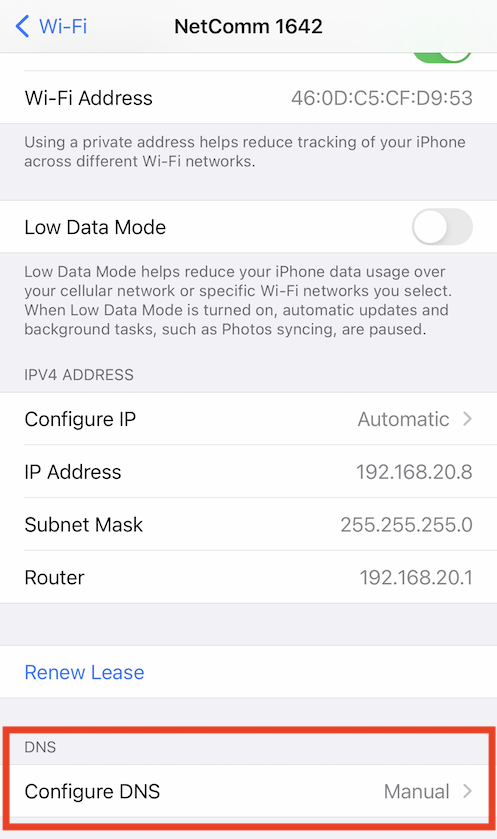 Wi-Fi
NetComm 1642
Wi-Fi Address 46:0D:C5:CF:D9:53
Using a private address helps reduce tracking of your iPhone
across different Wi-Fi networks.
Low Data Mode
Low Data Mode helps reduce your iPhone data usage over
your cellular network or specific Wi-Fi networks you select.
When Low Data Mode is turned on, automatic updates and
background tasks, such as Photos syncing, are paused.
IPV4 ADDRESS
Configure IP Automatic
IP Address 192.168.20.8
Subnet Mask 255.255.255.0
Router 192.168.20.1
Renew Lease
DNS
Configure DNS Manual